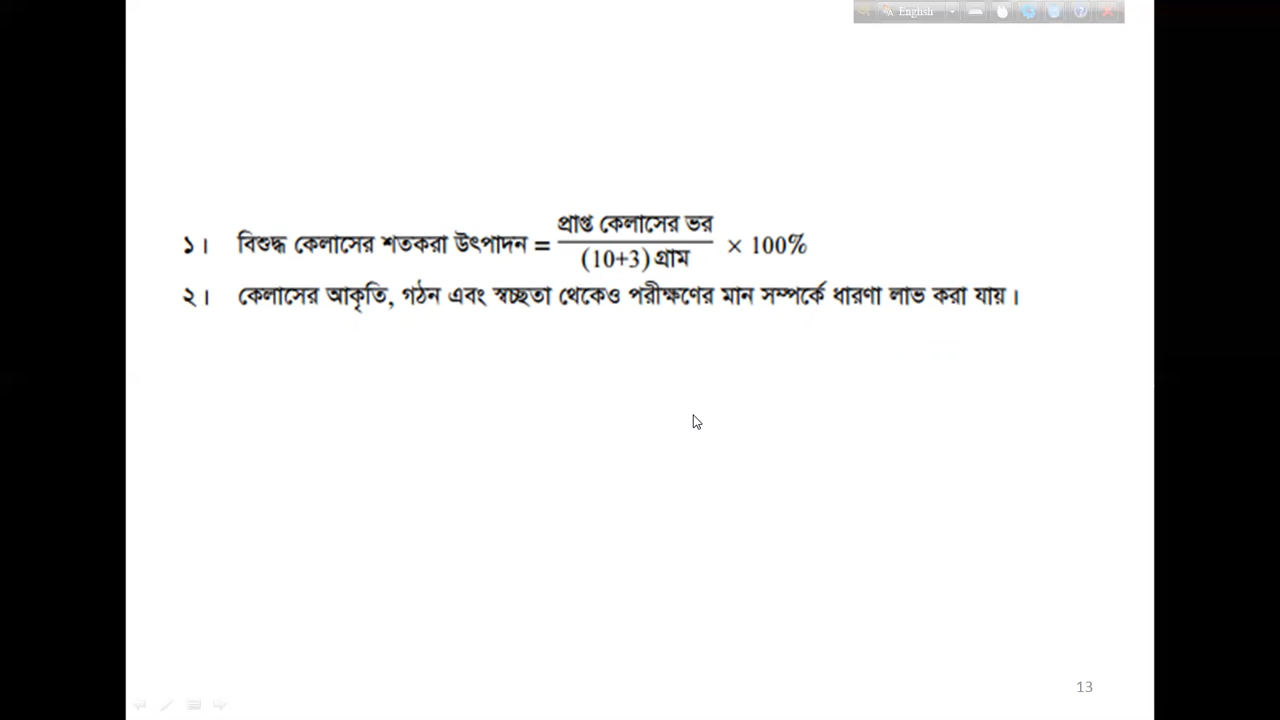 English
১। বিশুদ্ধ কেলাসের শতকরা উৎপাদন = প্রাপ্ত কেলাসের ভর / (10+3) গ্রাম × 100%
২। কেলাসের আকৃতি, গঠন এবং স্বচ্ছতা থেকেও পরীক্ষণের মান সম্পর্কে ধারণা লাভ করা যায়।
13